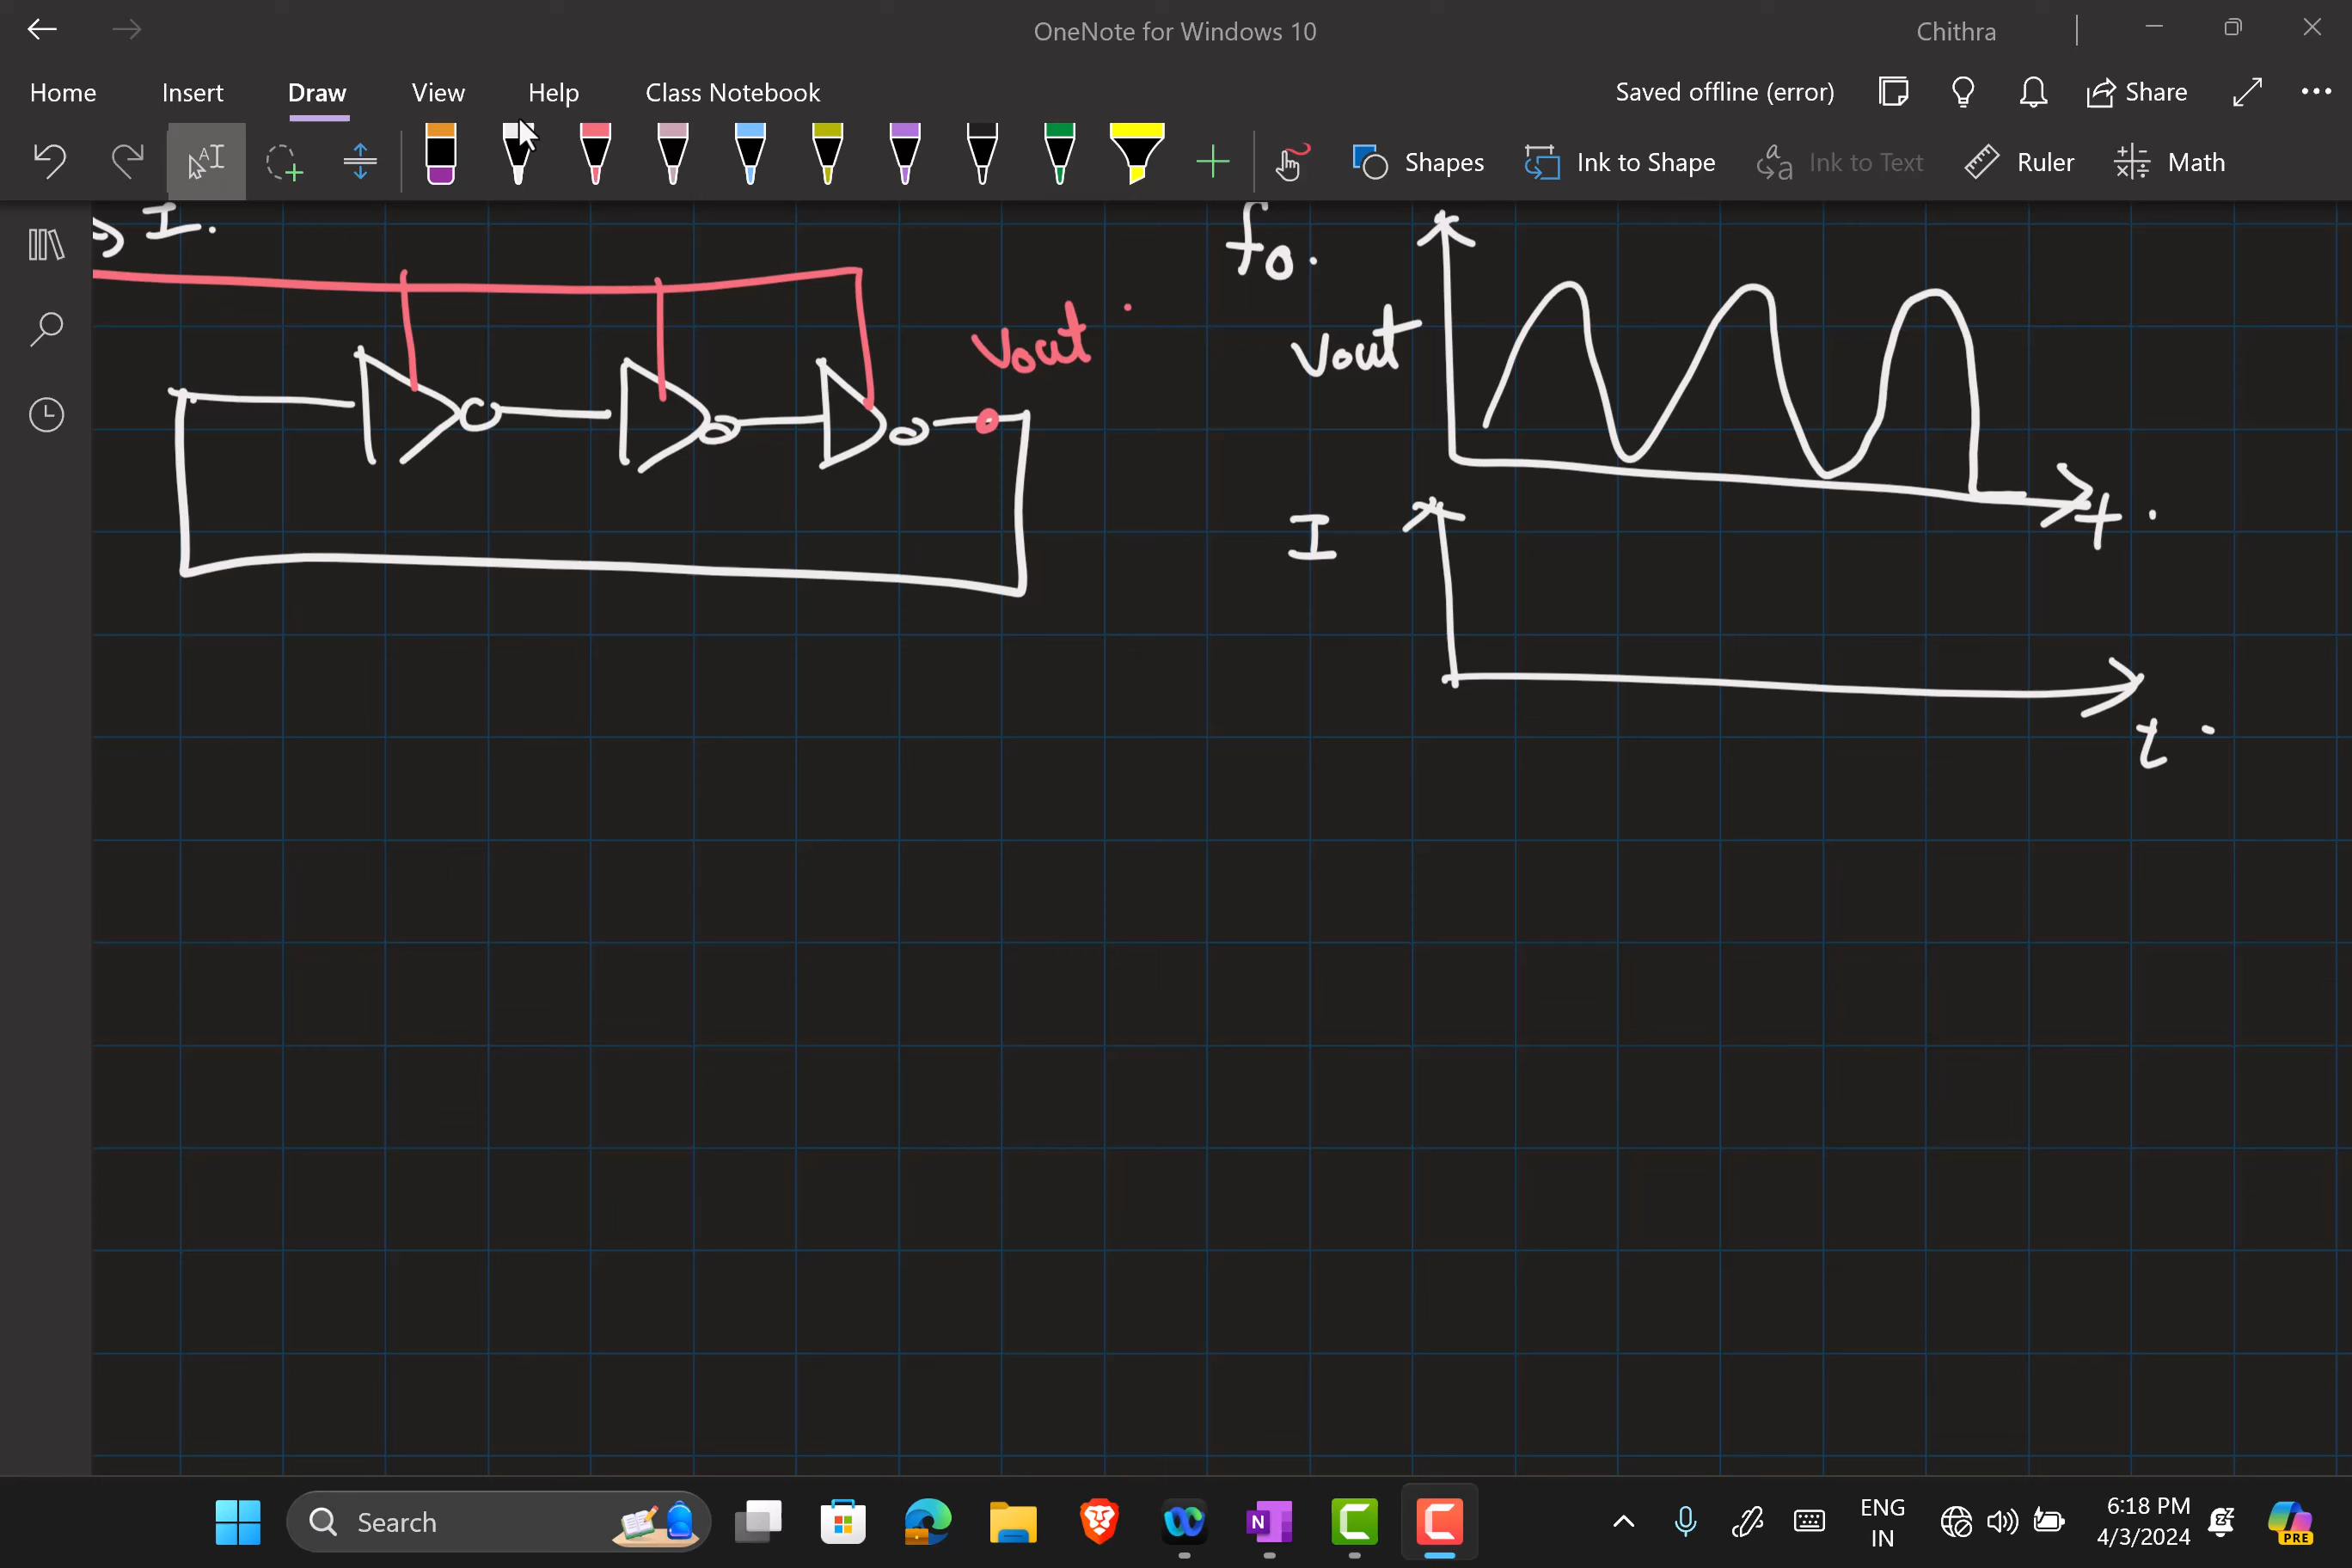 OneNote for Windows 10
Chithra
Home Insert Draw View Help Class Notebook
Saved offline (error) Share
Shapes Ink to Shape Ink to Text Ruler Math
I.
f0.
Vout .
Vout
t .
I
t .
Search
ENG
IN
6:18 PM
4/3/2024
PRE